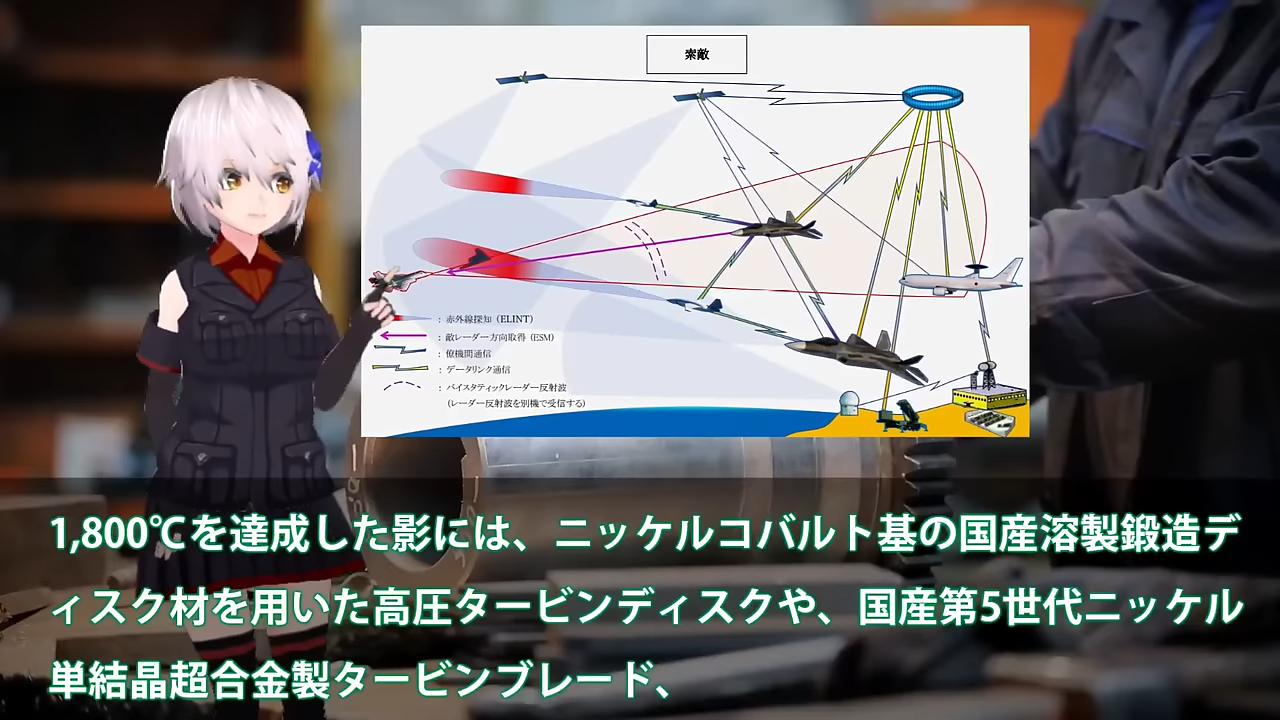 索敵
： 赤外線探知（ELINT）
： 敵レーダー方向取得（ESM）
： 僚機間通信
： データリンク通信
： バイスタティックレーダー反射波
（レーダー反射波を別機で受信する）
1,800℃を達成した影には、ニッケルコバルト基の国産溶製鍛造デ
ィスク材を用いた高圧タービンディスクや、国産第5世代ニッケル
単結晶超合金製タービンブレード、